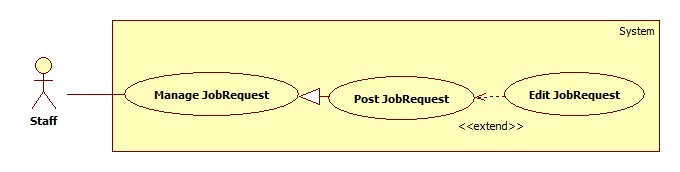 System
Manage JobRequest
Post JobRequest
Edit JobRequest
Staff
<<extend>>